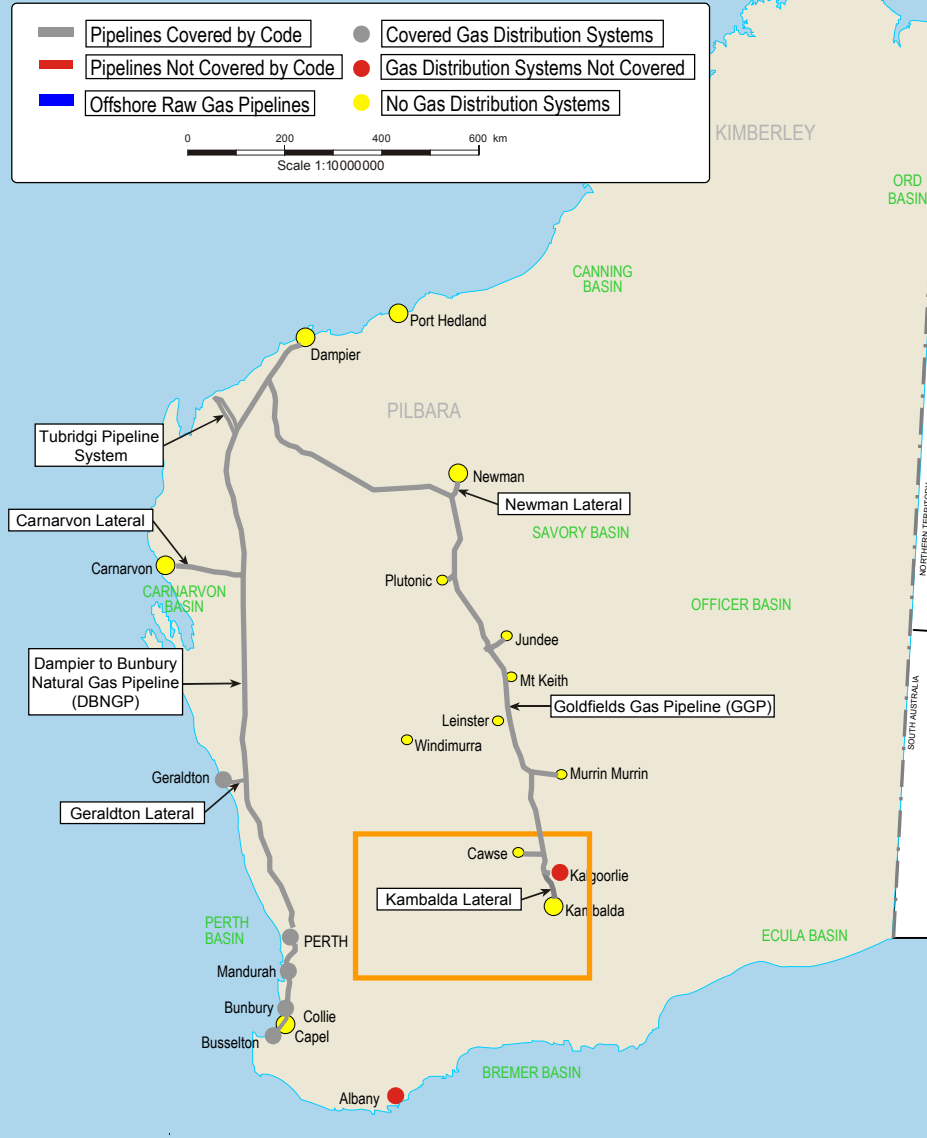 Pipelines Covered by Code
Covered Gas Distribution Systems
Pipelines Not Covered by Code
Gas Distribution Systems Not Covered
Offshore Raw Gas Pipelines
No Gas Distribution Systems
0 200 400 600 km
Scale 1:10000000
KIMBERLEY
ORD
BASIN
CANNING
BASIN
Port Hedland
Dampier
PILBARA
Tubridgi Pipeline
System
Newman
Newman Lateral
Carnarvon Lateral
SAVORY BASIN
NORTHERN TERRITORY
Carnarvon
Plutonic
CARNARVON
BASIN
OFFICER BASIN
Jundee
Dampier to Bunbury
Natural Gas Pipeline
(DBNGP)
Mt Keith
Goldfields Gas Pipeline (GGP)
SOUTH AUSTRALIA
Leinster
Windimurra
Geraldton
Murrin Murrin
Geraldton Lateral
Cawse
Kalgoorlie
Kambalda Lateral
Kambalda
PERTH
BASIN
PERTH
ECULA BASIN
Mandurah
Bunbury
Collie
Capel
Busselton
BREMER BASIN
Albany